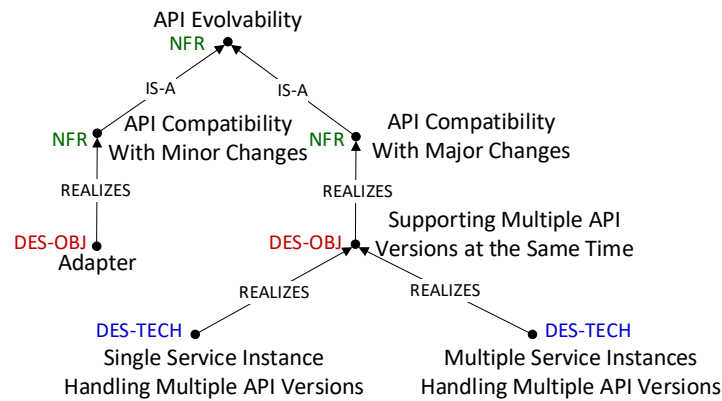 API Evolvability
NFR
IS-A
IS-A
NFR
API Compatibility
With Minor Changes
NFR
API Compatibility
With Major Changes
REALIZES
REALIZES
DES-OBJ
Adapter
DES-OBJ
Supporting Multiple API
Versions at the Same Time
REALIZES
REALIZES
DES-TECH
Single Service Instance
Handling Multiple API Versions
DES-TECH
Multiple Service Instances
Handling Multiple API Versions